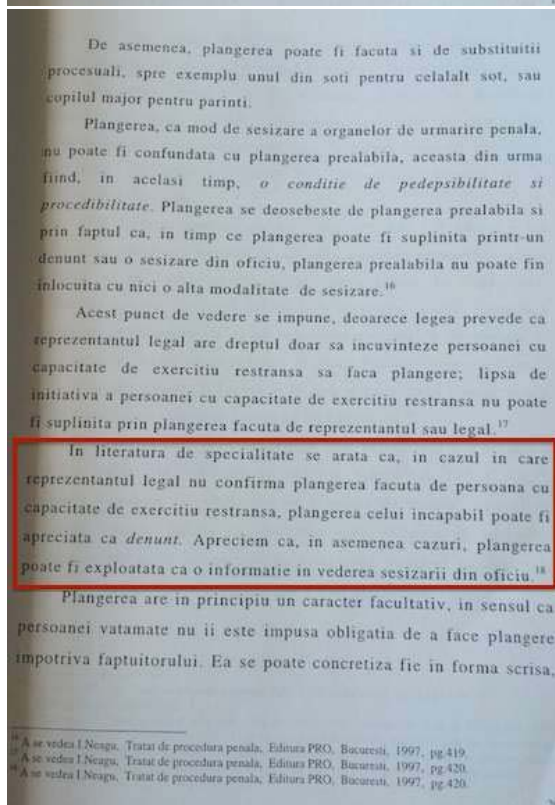 De asemenea, plangerea poate fi facuta si de substituitii
procesuali, spre exemplu unul din soti pentru celalalt sot, sau
copilul major pentru parinti.
Plangerea, ca mod de sesizare a organelor de urmarire penala,
nu poate fi confundata cu plangerea prealabila, aceasta din urma
fiind, in acelasi timp, o conditie de pedepsibilitate si
procedibilitate. Plangerea se deosebeste de plangerea prealabila si
prin faptul ca, in timp ce plangerea poate fi suplinita printr-un
denunt sau o sesizare din oficiu, plangerea prealabila nu poate fin
inlocuita cu nici o alta modalitate de sesizare.16
Acest punct de vedere se impune, deoarece legea prevede ca
reprezentantul legal are dreptul doar sa incuvinteze persoanei cu
capacitate de exercitiu restransa sa faca plangere; lipsa de
initiativa a persoanei cu capacitate de exercitiu restransa nu poate
fi suplinita prin plangerea facuta de reprezentantul sau legal.17
In literatura de specialitate se arata ca, in cazul in care
reprezentantul legal nu confirma plangerea facuta de persoana cu
capacitate de exercitiu restransa, plangerea celui incapabil poate fi
apreciata ca denunt. Apreciem ca, in asemenea cazuri, plangerea
poate fi exploatata ca o informatie in vederea sesizarii din oficiu.18
Plangerea are in principiu un caracter facultativ, in sensul ca
persoanei vatamate nu ii este impusa obligatia de a face plangere
impotriva faptuitorului. Ea se poate concretiza fie in forma scrisa,
16 A se vedea I.Neagu, Tratat de procedura penala, Editura PRO, Bucuresti, 1997, pg.419.
17 A se vedea I.Neagu, Tratat de procedura penala, Editura PRO, Bucuresti, 1997, pg.420.
18 A se vedea I.Neagu, Tratat de procedura penala, Editura PRO, Bucuresti, 1997, pg.420.